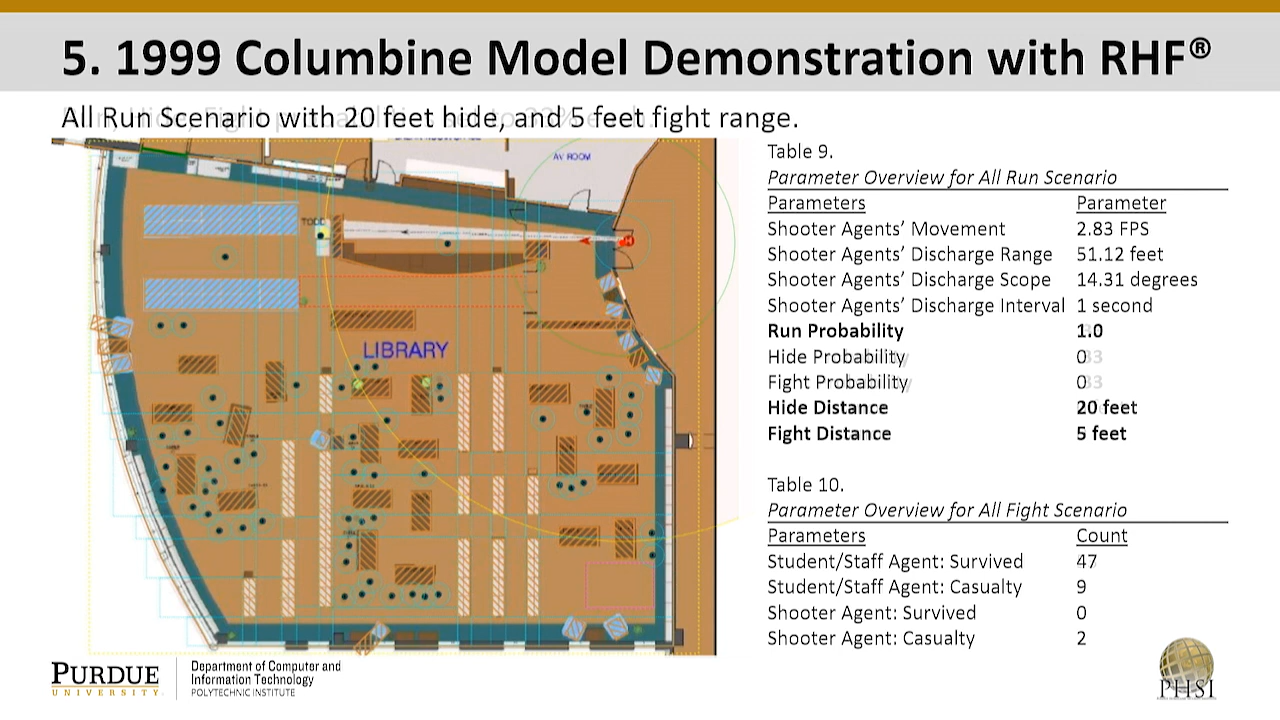 5. 1999 Columbine Model Demonstration with RHF®
All Run Scenario with 20 feet hide, and 5 feet fight range.
AV ROOM
TODD
LIBRARY
Table 9.
Parameter Overview for All Run Scenario
Parameters Parameter
Shooter Agents’ Movement 2.83 FPS
Shooter Agents’ Discharge Range 51.12 feet
Shooter Agents’ Discharge Scope 14.31 degrees
Shooter Agents’ Discharge Interval 1 second
Run Probability 1.0
Hide Probability 0
Fight Probability 0
Hide Distance 20 feet
Fight Distance 5 feet
Table 10.
Parameter Overview for All Fight Scenario
Parameters Count
Student/Staff Agent: Survived 47
Student/Staff Agent: Casualty 9
Shooter Agent: Survived 0
Shooter Agent: Casualty 2
PURDUE
UNIVERSITY.
Department of Computer and
Information Technology
POLYTECHNIC INSTITUTE
PHSI